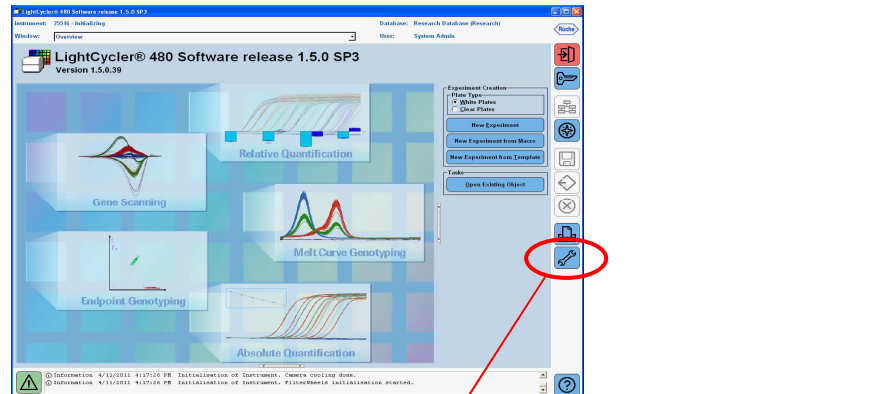 LightCycler® 480 Software release 1.5.0 SP3
Instrument: 25516 / Initializing
Database: Research Database (Research)
Window: Overview
User: System Admin
Roche
LightCycler® 480 Software release 1.5.0 SP3
Version 1.5.0.39
Experiment Creation
Plate Type
White Plates
Clear Plates
New Experiment
New Experiment from Macro
New Experiment from Template
Tasks
Open Existing Object
Relative Quantification
Gene Scanning
Melt Curve Genotyping
Endpoint Genotyping
Absolute Quantification
Information 4/11/2011 4:17:26 PM Initialisation of Instrument. Camera cooling done.
Information 4/11/2011 4:17:26 PM Initialisation of Instrument. FilterWheels initialisation started.